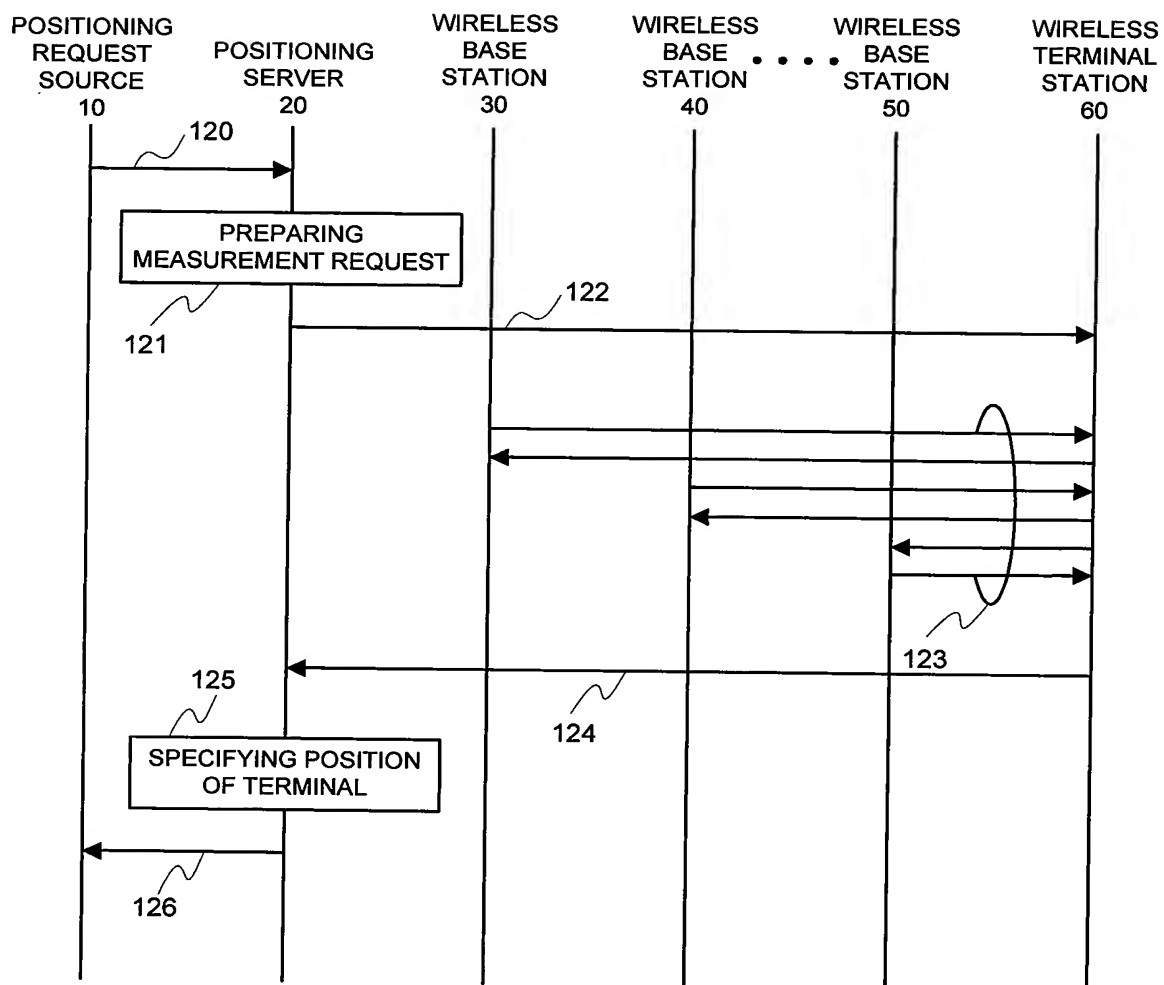 POSITIONING
REQUEST
SOURCE
10
POSITIONING
SERVER
20
WIRELESS
BASE
STATION
30
WIRELESS
BASE
STATION
40
WIRELESS
BASE
STATION
50
WIRELESS
TERMINAL
STATION
60
120
PREPARING
MEASUREMENT REQUEST
121
122
123
124
125
SPECIFYING POSITION
OF TERMINAL
126